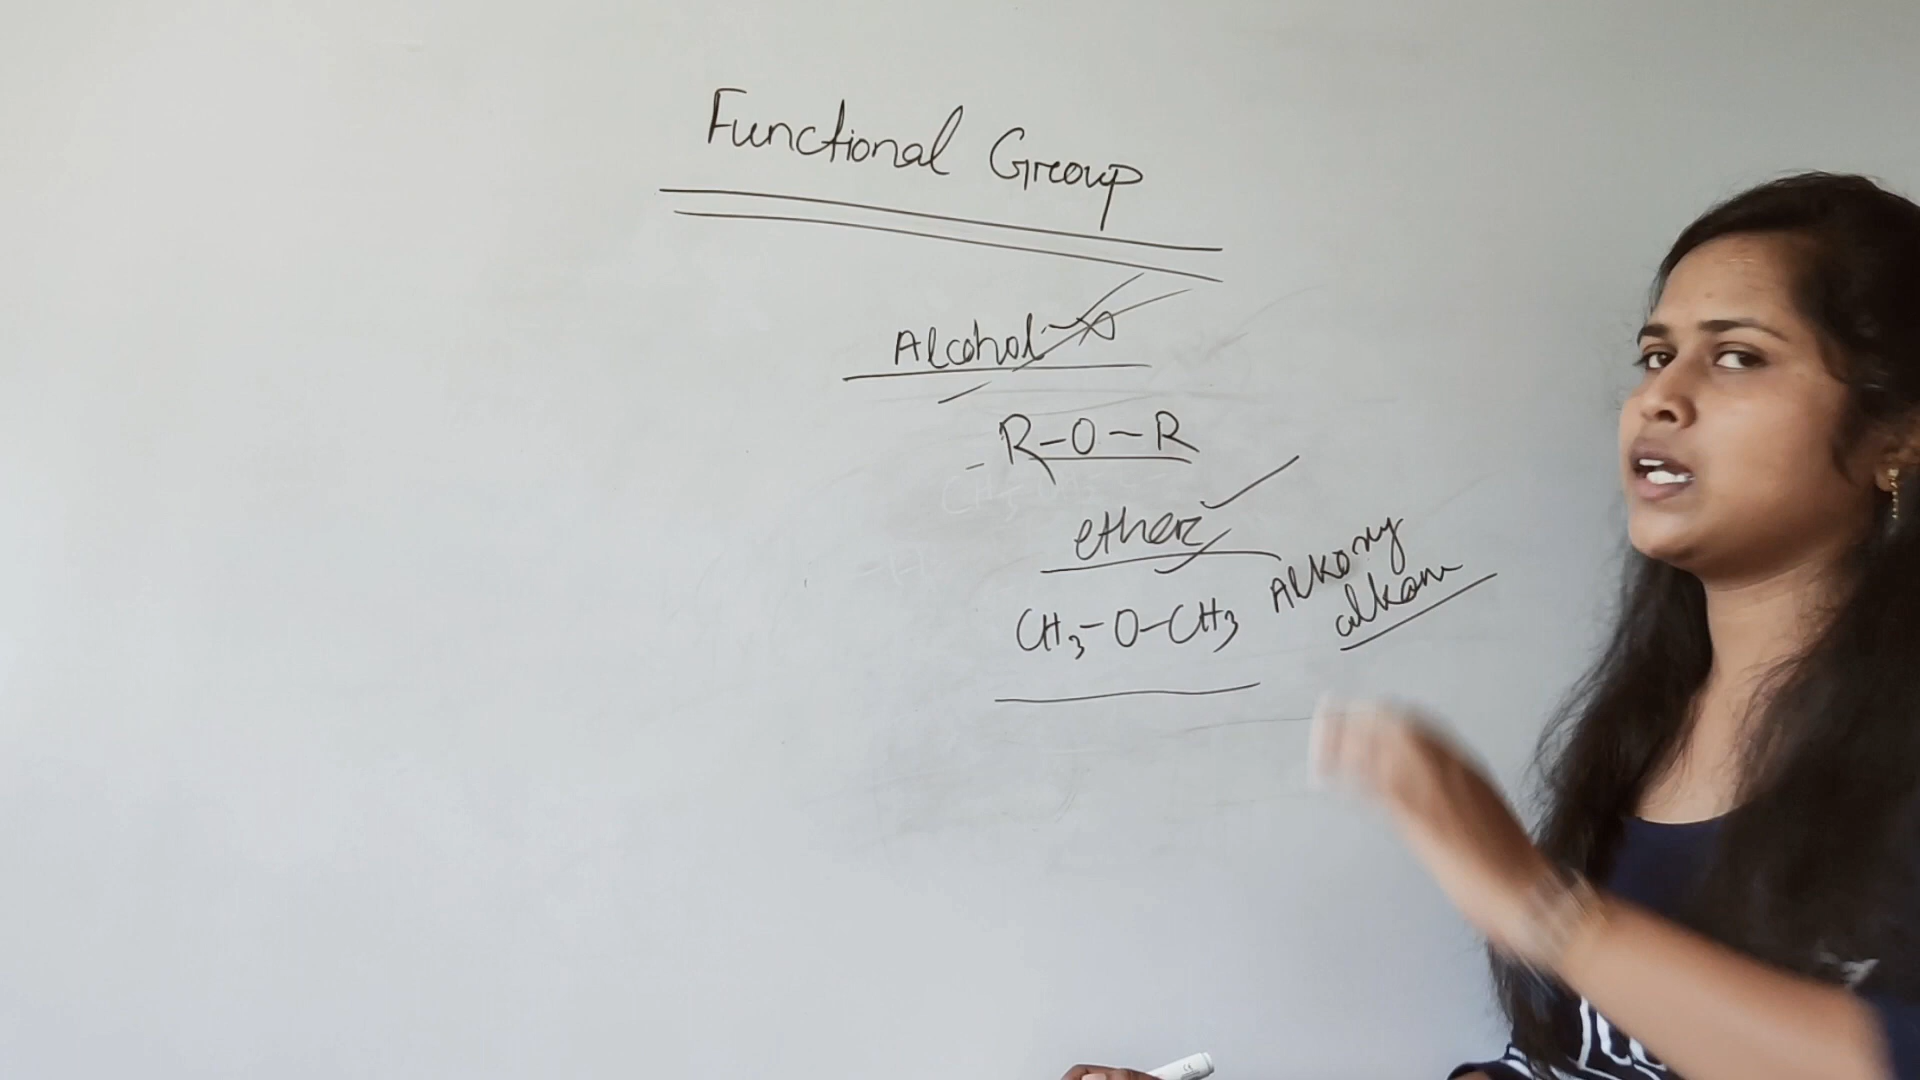 Functional Group
Alcohol
R-O-R
ether
Alkoxy
alkane
CH3-O-CH3